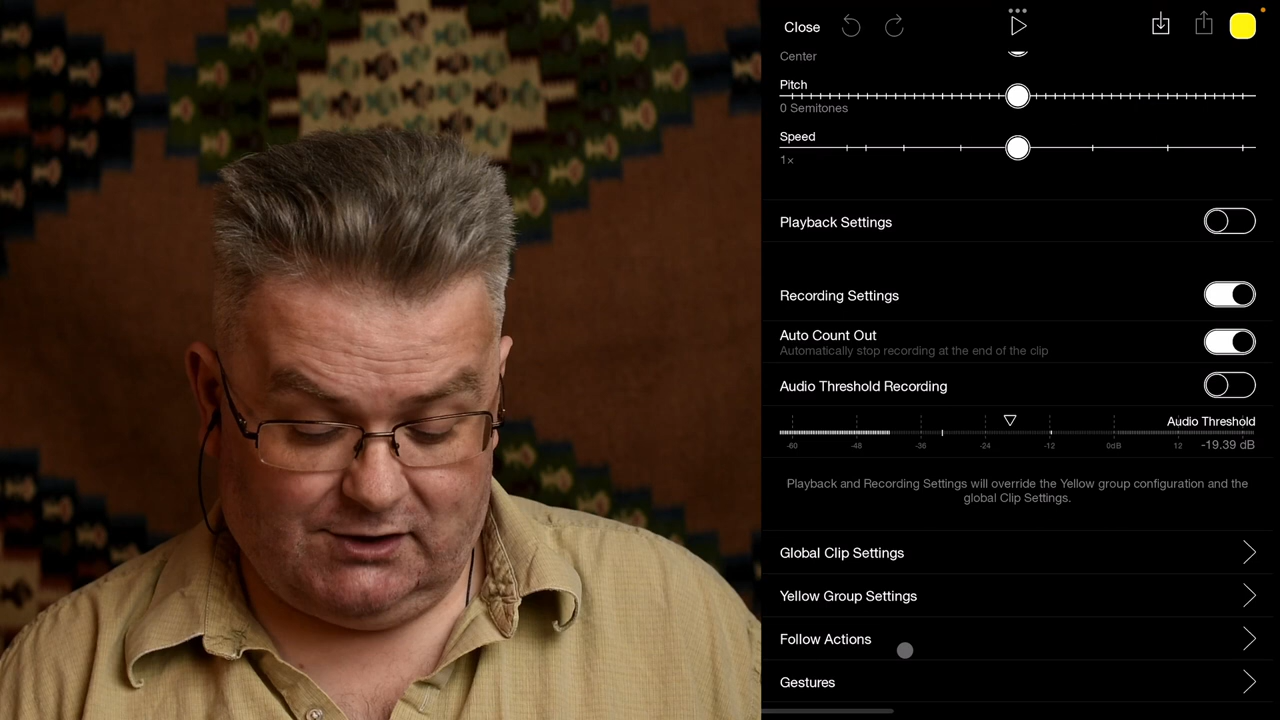 Close
Center
Pitch
0 Semitones
Speed
1×
Playback Settings
Recording Settings
Auto Count Out
Automatically stop recording at the end of the clip
Audio Threshold Recording
Audio Threshold
-60 -48 -36 -24 -12 0dB 12
-19.39 dB
Playback and Recording Settings will override the Yellow group configuration and the
global Clip Settings.
Global Clip Settings
Yellow Group Settings
Follow Actions
Gestures